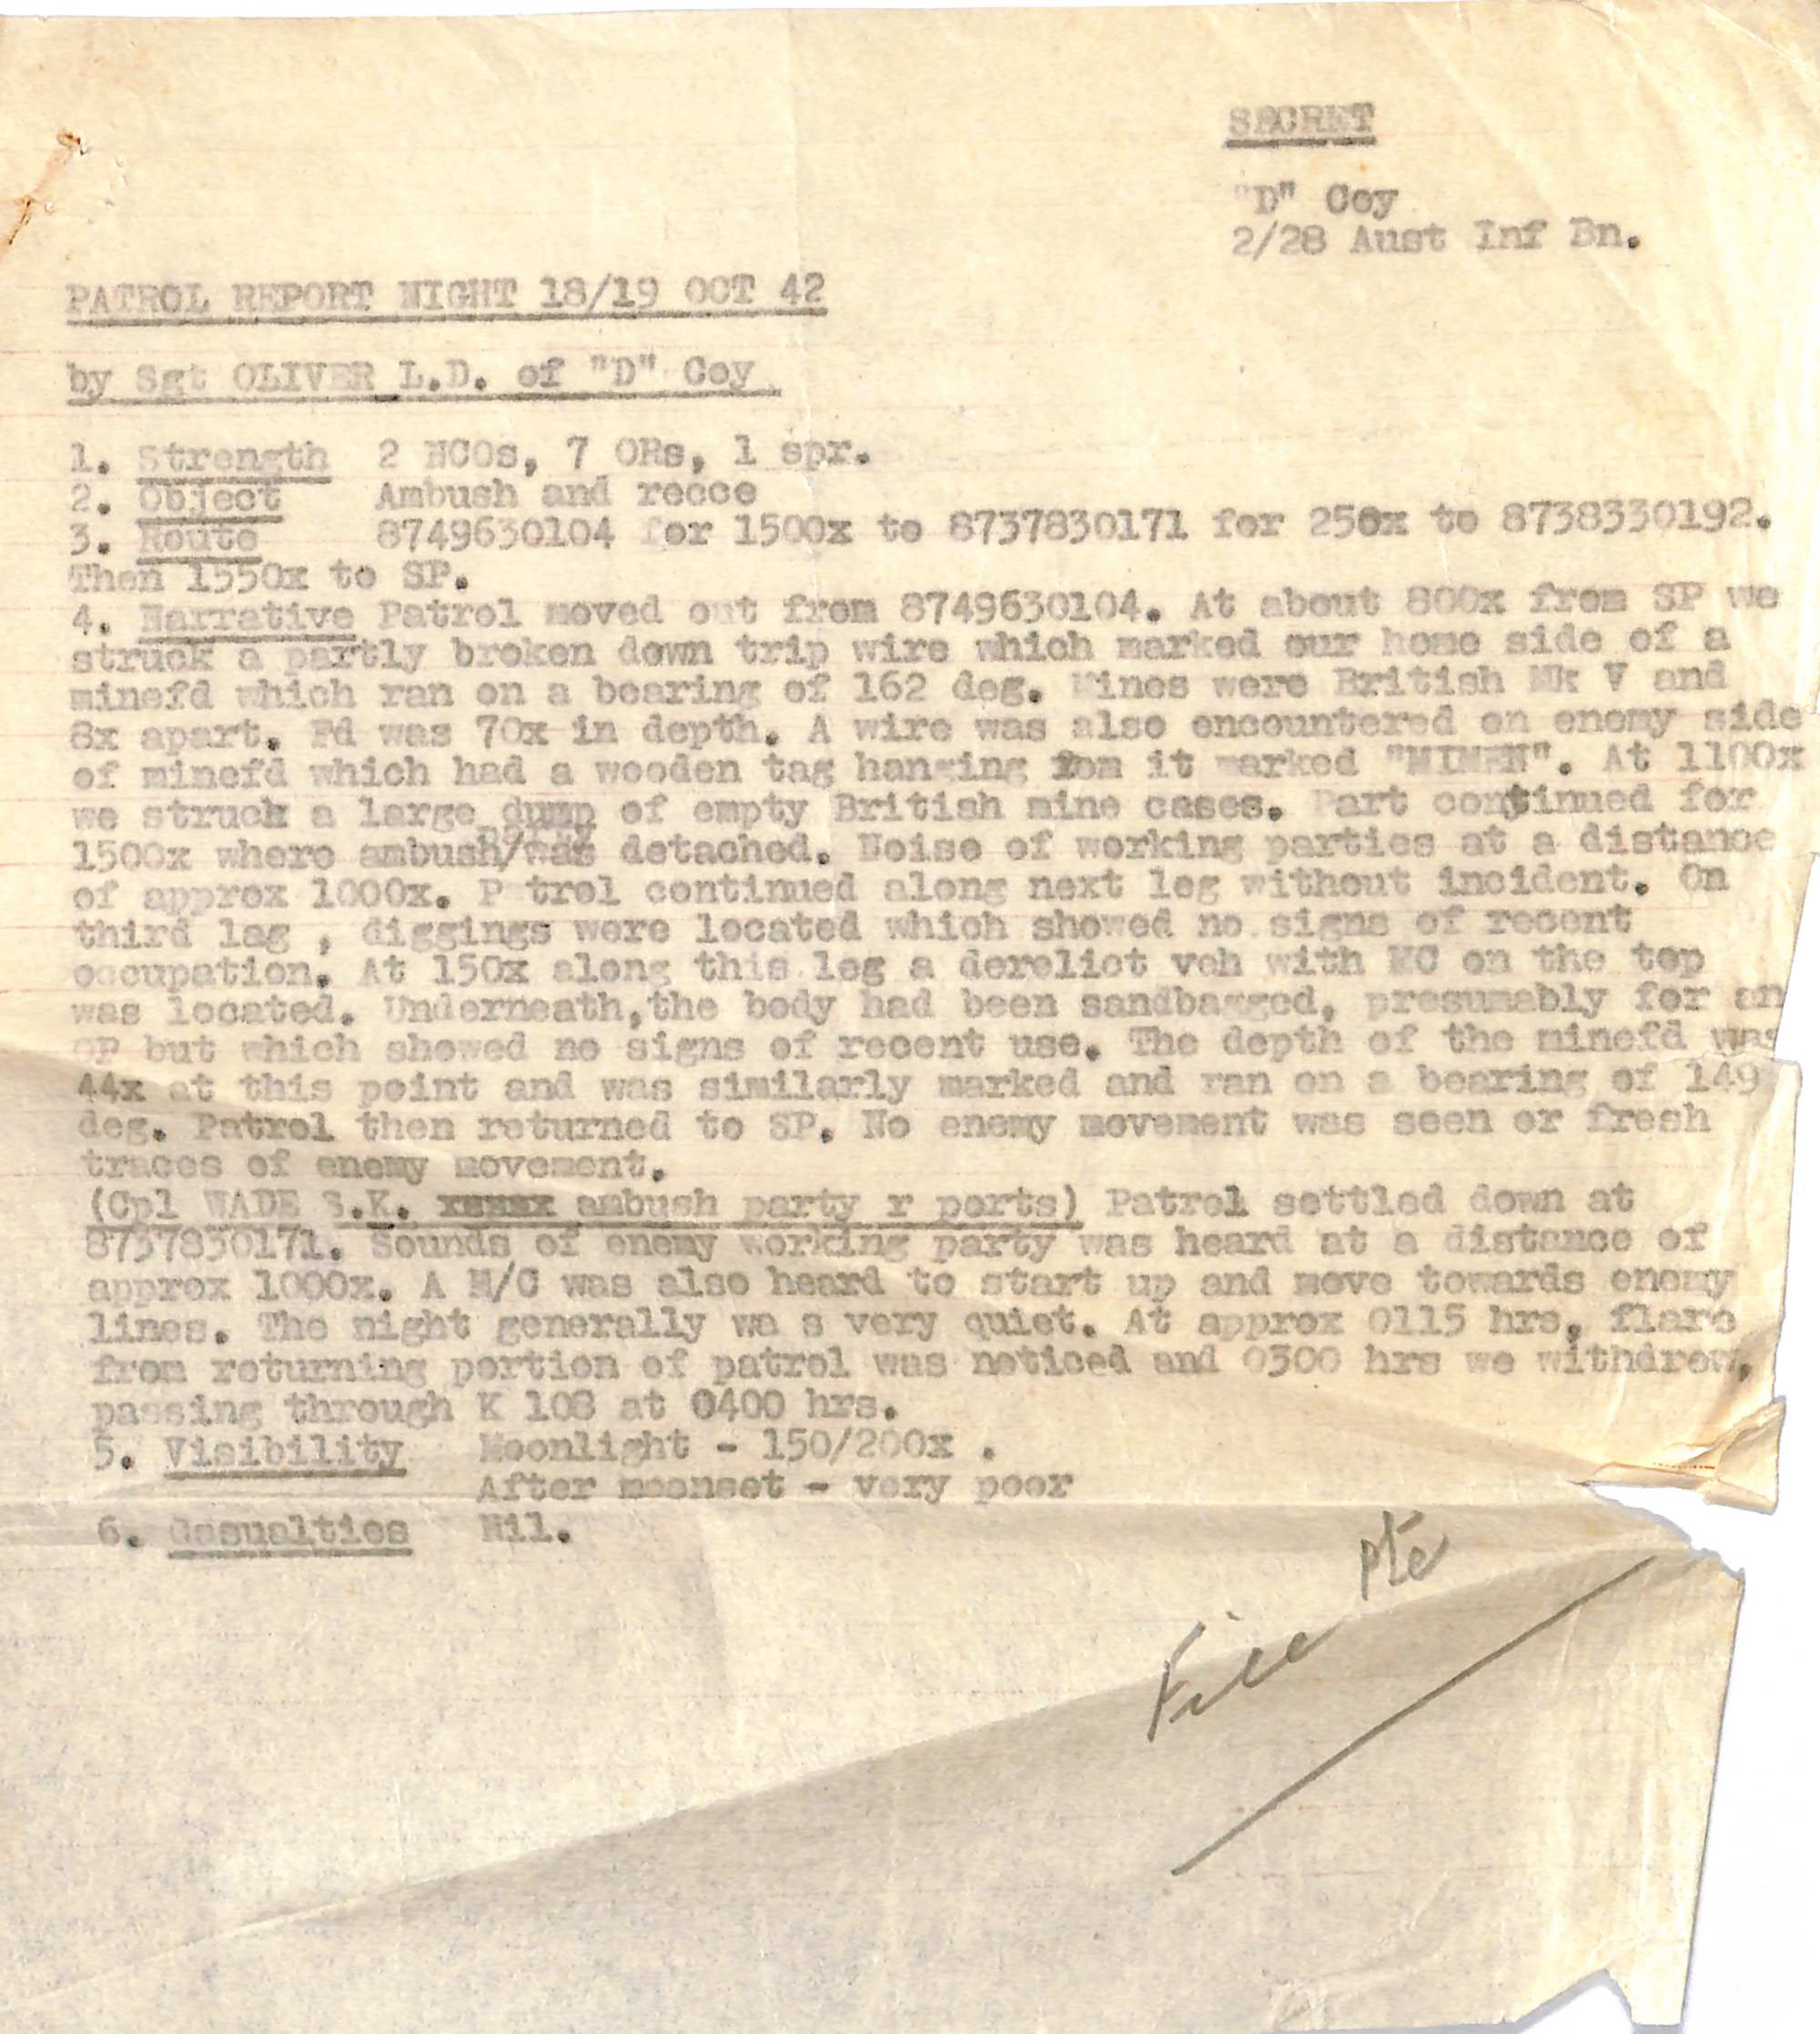 SECRET
"D" Coy
2/28 Aust Inf Bn.
PATROL REPORT NIGHT 18/19 OCT 42
by Sgt OLIVER L.D. of "D" Coy
1. Strength 2 NCOs, 7 ORs, 1 spr.
2. Object Ambush and recce
3. Route 8749630104 for 1500x to 8737830171 for 250x to 8738330192.
Then 1550x to SP.
4. Narrative Patrol moved out from 8749630104. At about 800x from SP we
struck a partly broken down trip wire which marked our home side of a
minefd which ran on a bearing of 162 deg. Mines were British Mk V and
8x apart. Fd was 70x in depth. A wire was also encountered on enemy side
of minefd which had a wooden tag hanging from it marked "MINEN". At 1100x
we struck a large dump of empty British mine cases. Part continued for
1500x where ambush/was detached. Noise of working parties at a distance
of approx 1000x. P trol continued along next leg without incident. On
third lag , diggings were located which showed no signs of recent
occupation. At 150x along this leg a derelict veh with MC on the top
was located. Underneath,the body had been sandbagged, presumably for an
OP but which showed no signs of recent use. The depth of the minefd was
44x at this point and was similarly marked and ran on a bearing of 149
deg. Patrol then returned to SP. No enemy movement was seen or fresh
traces of enemy movement.
(Cpl WADE S.K. ambush party r ports) Patrol settled down at
8737830171. Sounds of enemy working party was heard at a distance of
approx 1000x. A M/C was also heard to start up and move towards enemy
lines. The night generally wa s very quiet. At approx 0115 hrs, flare
from returning portion of patrol was noticed and 0300 hrs we withdrew,
passing through K 108 at 0400 hrs.
5. Visibility Moonlight - 150/200x .
After moonset - very poor
6. Casualties Nil.
File Pte